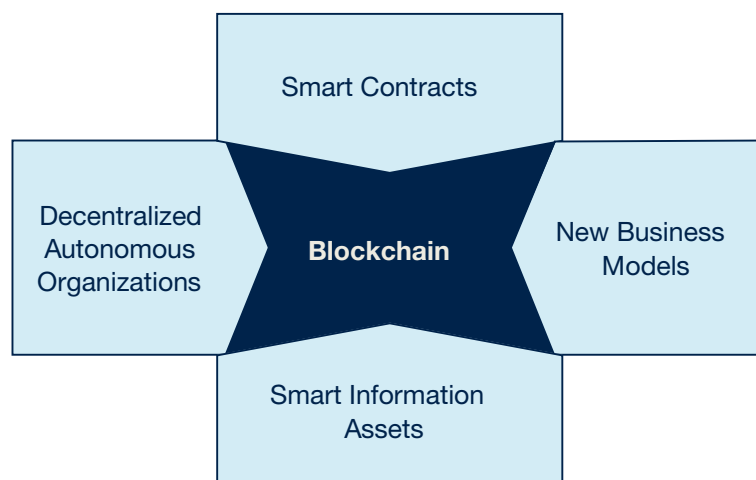 Smart Contracts
Decentralized
Autonomous
Organizations
Blockchain
New Business
Models
Smart Information
Assets